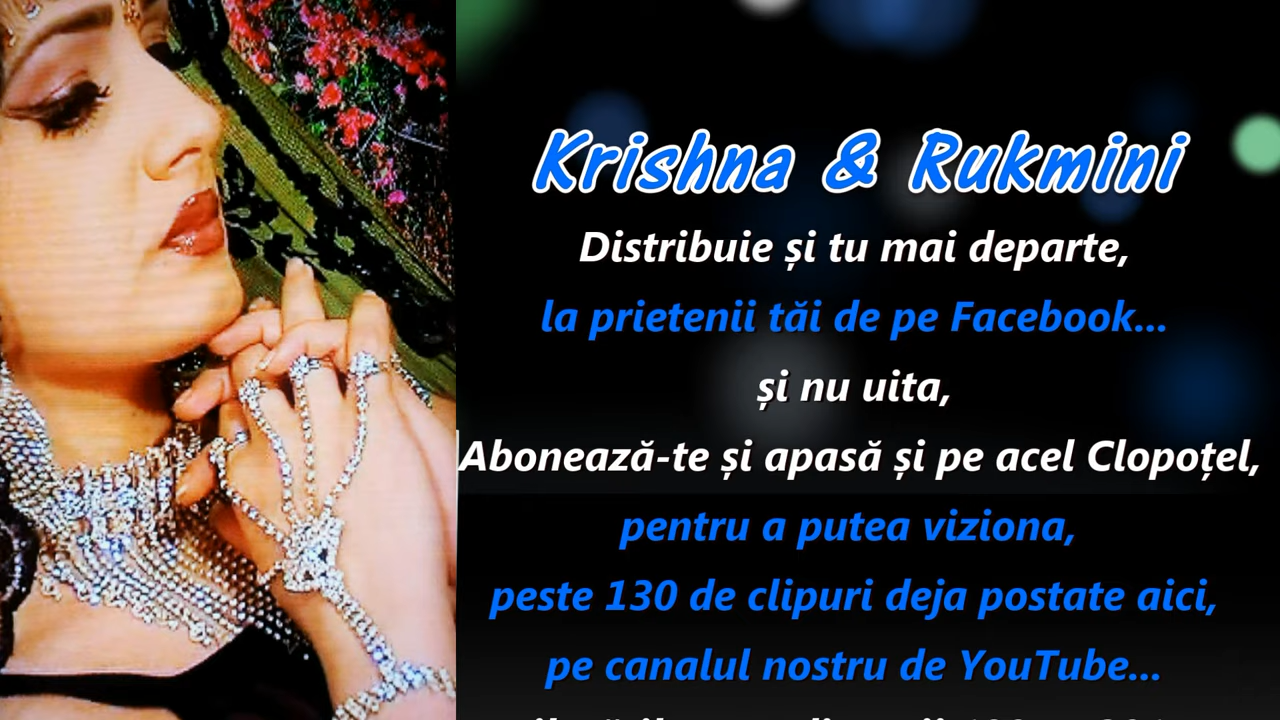 Krishna & Rukmini
Distribuie și tu mai departe,
la prietenii tăi de pe Facebook...
și nu uita,
Abonează-te și apasă și pe acel Clopoțel,
pentru a putea viziona,
peste 130 de clipuri deja postate aici,
pe canalul nostru de YouTube...